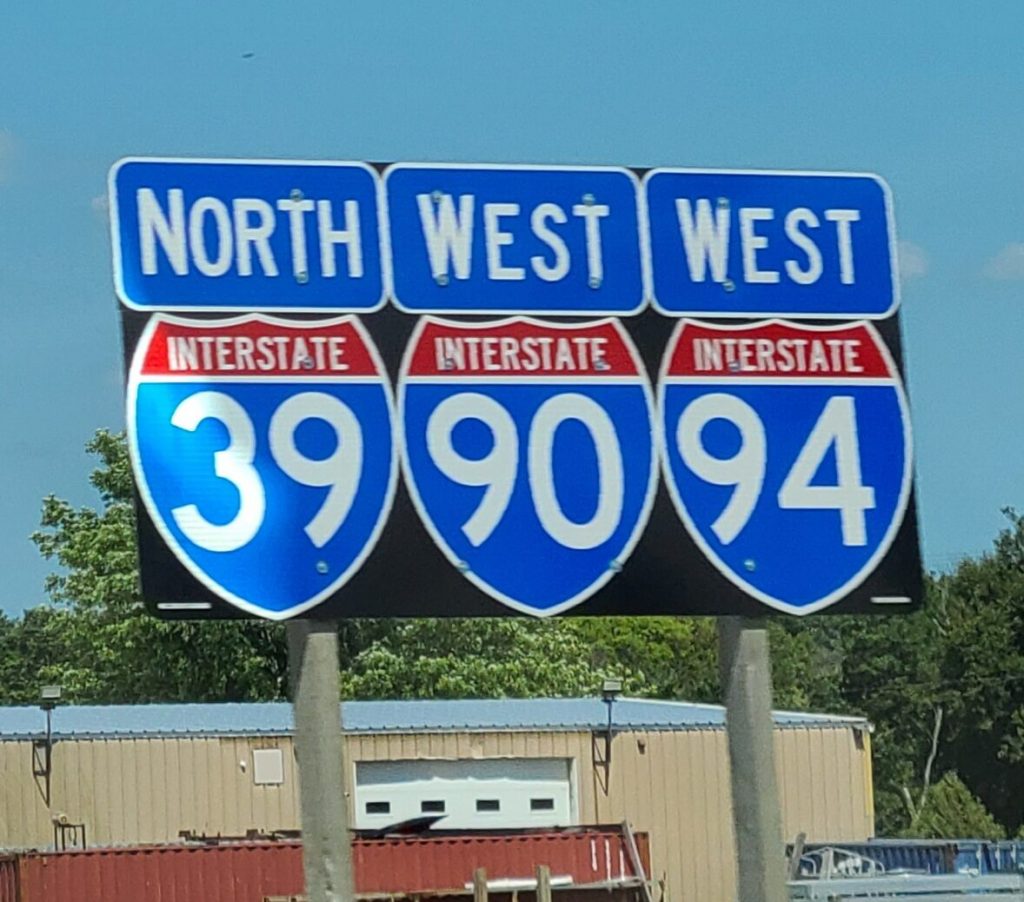 NORTH WEST WEST
INTERSTATE INTERSTATE INTERSTATE
39 90 94